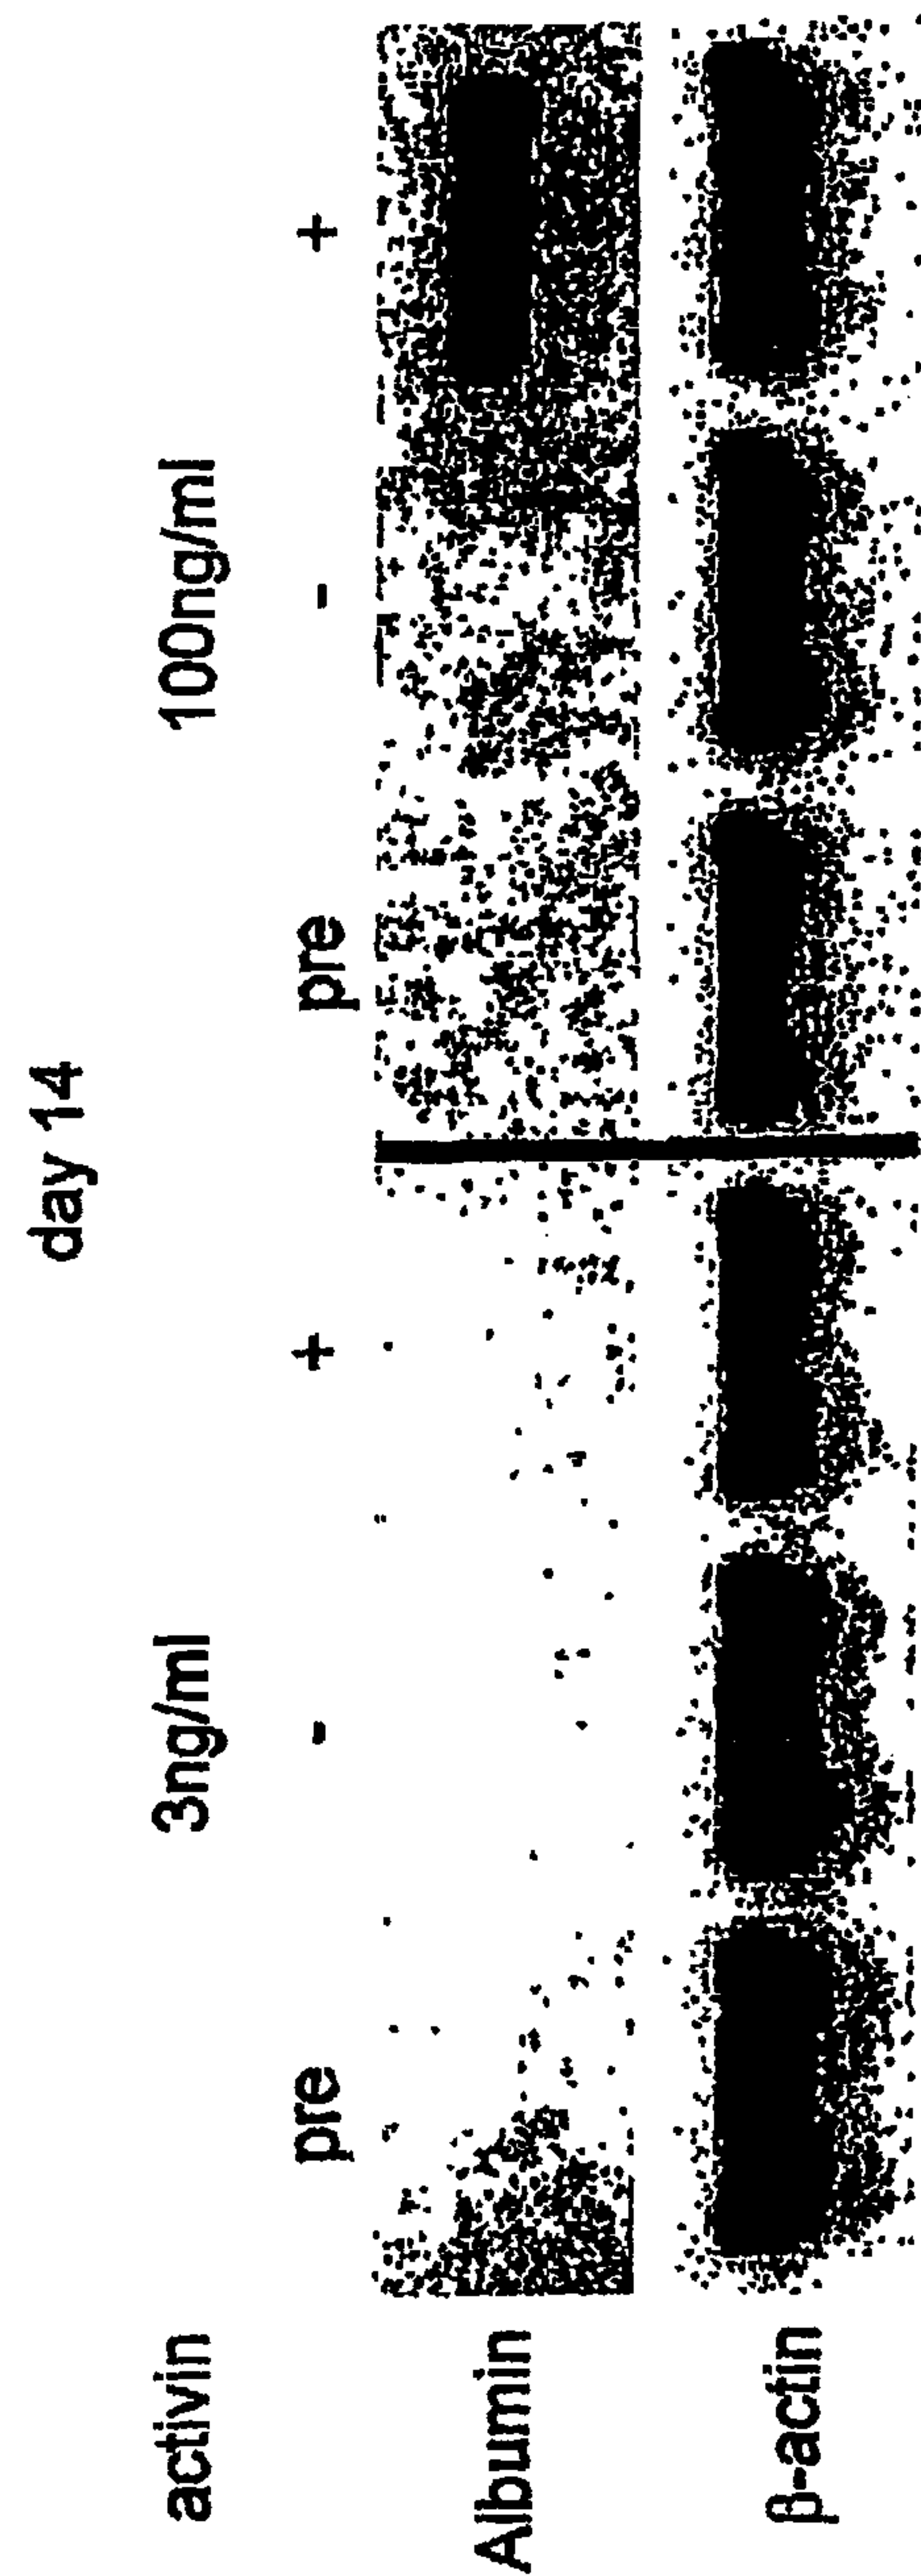 day 14
activin 3ng/ml 100ng/ml
pre - + pre - +
Albumin
β-actin